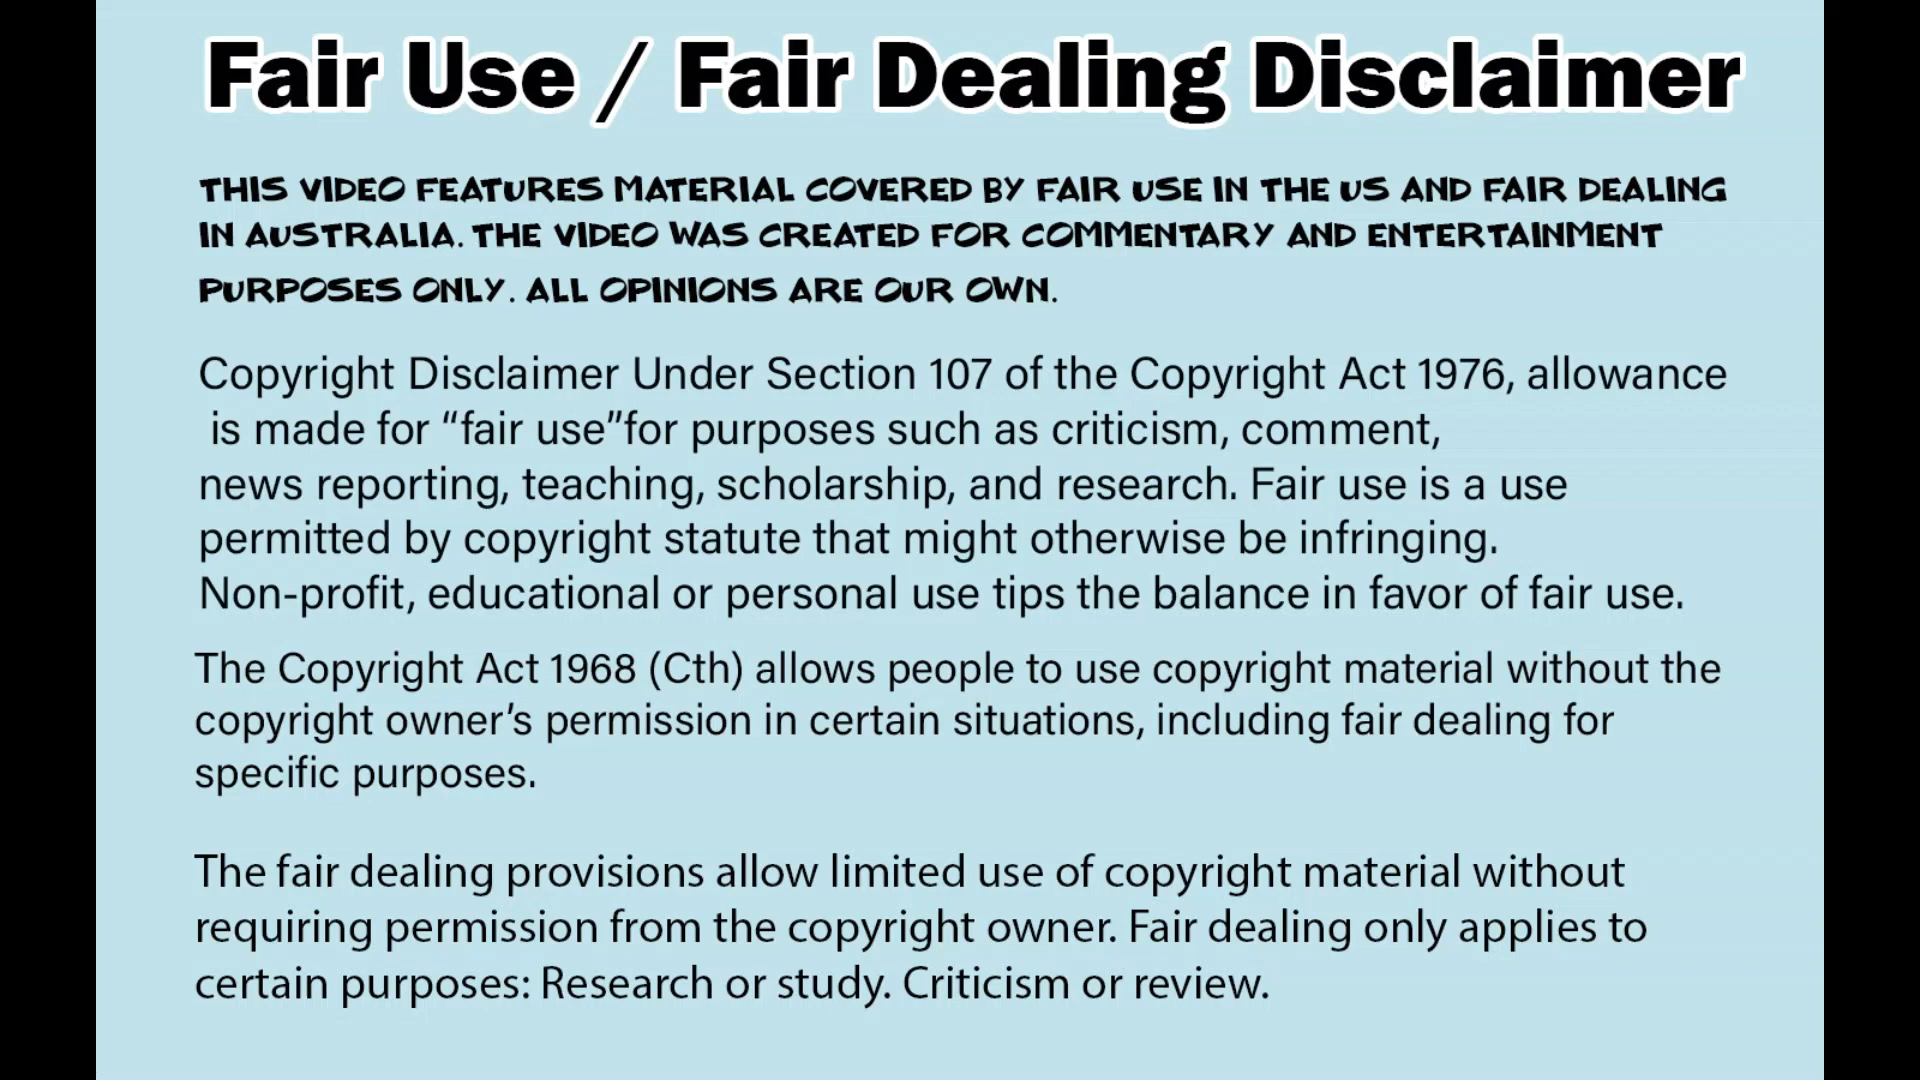 Fair Use / Fair Dealing Disclaimer
THIS VIDEO FEATURES MATERIAL COVERED BY FAIR USE IN THE US AND FAIR DEALING
IN AUSTRALIA. THE VIDEO WAS CREATED FOR COMMENTARY AND ENTERTAINMENT
PURPOSES ONLY. ALL OPINIONS ARE OUR OWN.
Copyright Disclaimer Under Section 107 of the Copyright Act 1976, allowance
is made for “fair use”for purposes such as criticism, comment,
news reporting, teaching, scholarship, and research. Fair use is a use
permitted by copyright statute that might otherwise be infringing.
Non-profit, educational or personal use tips the balance in favor of fair use.
The Copyright Act 1968 (Cth) allows people to use copyright material without the
copyright owner’s permission in certain situations, including fair dealing for
specific purposes.
The fair dealing provisions allow limited use of copyright material without
requiring permission from the copyright owner. Fair dealing only applies to
certain purposes: Research or study. Criticism or review.